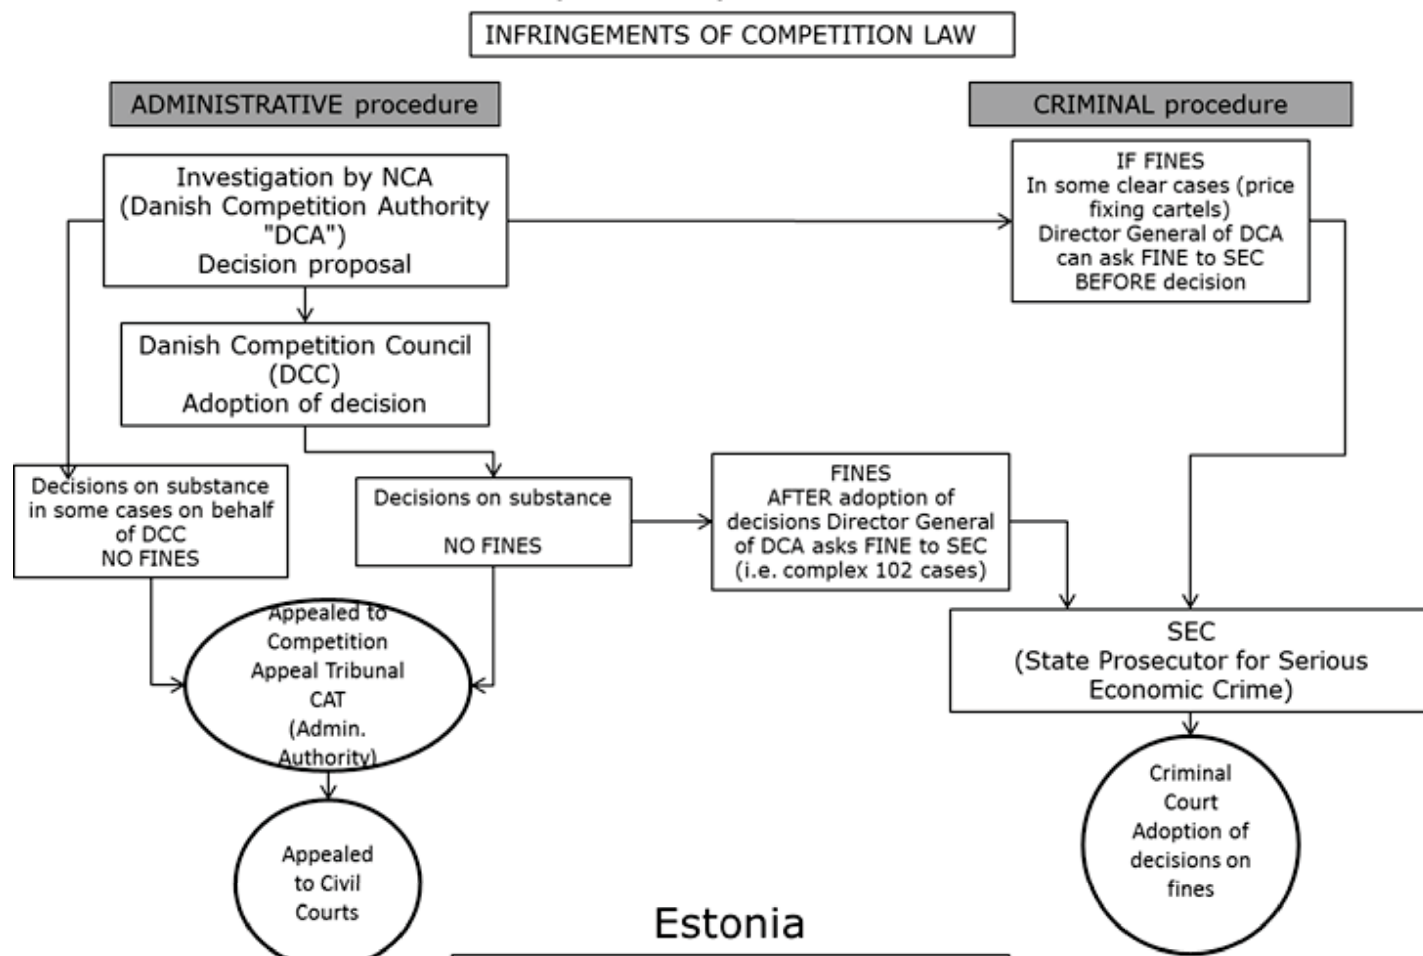 INFRINGEMENTS OF COMPETITION LAW
ADMINISTRATIVE procedure
CRIMINAL procedure
Investigation by NCA
(Danish Competition Authority
"DCA")
Decision proposal
IF FINES
In some clear cases (price
fixing cartels)
Director General of DCA
can ask FINE to SEC
BEFORE decision
Danish Competition Council
(DCC)
Adoption of decision
Decisions on substance
in some cases on behalf
of DCC
NO FINES
Decisions on substance
NO FINES
FINES
AFTER adoption of
decisions Director General
of DCA asks FINE to SEC
(i.e. complex 102 cases)
Appealed to
Competition
Appeal Tribunal
CAT
(Admin.
Authority)
SEC
(State Prosecutor for Serious
Economic Crime)
Appealed
to Civil
Courts
Criminal
Court
Adoption of
decisions on
fines
Estonia